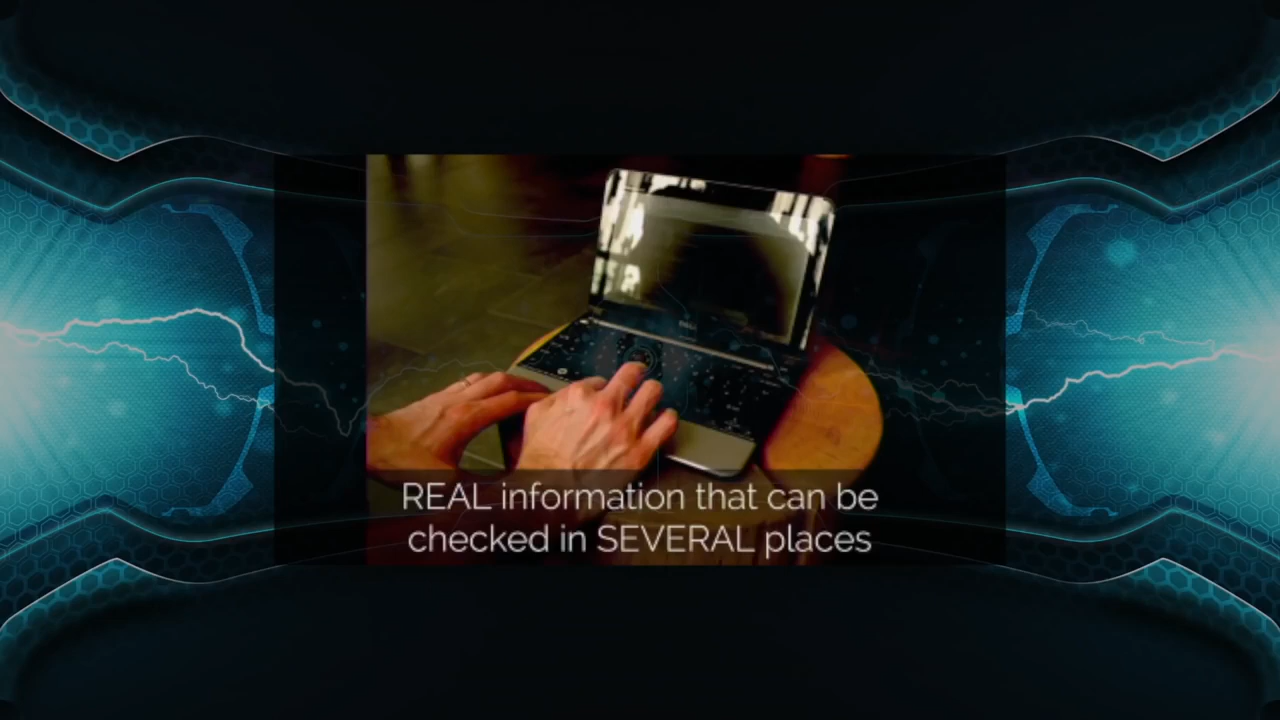 REAL information that can be
checked in SEVERAL places